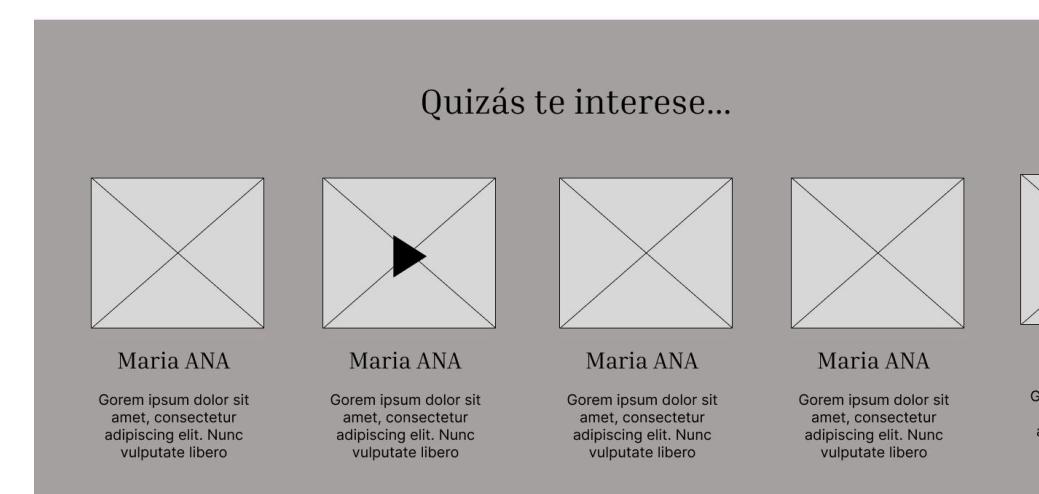 Quizás te interese...
Maria ANA
Gorem ipsum dolor sit
amet, consectetur
adipiscing elit. Nunc
vulputate libero
Maria ANA
Gorem ipsum dolor sit
amet, consectetur
adipiscing elit. Nunc
vulputate libero
Maria ANA
Gorem ipsum dolor sit
amet, consectetur
adipiscing elit. Nunc
vulputate libero
Maria ANA
Gorem ipsum dolor sit
amet, consectetur
adipiscing elit. Nunc
vulputate libero